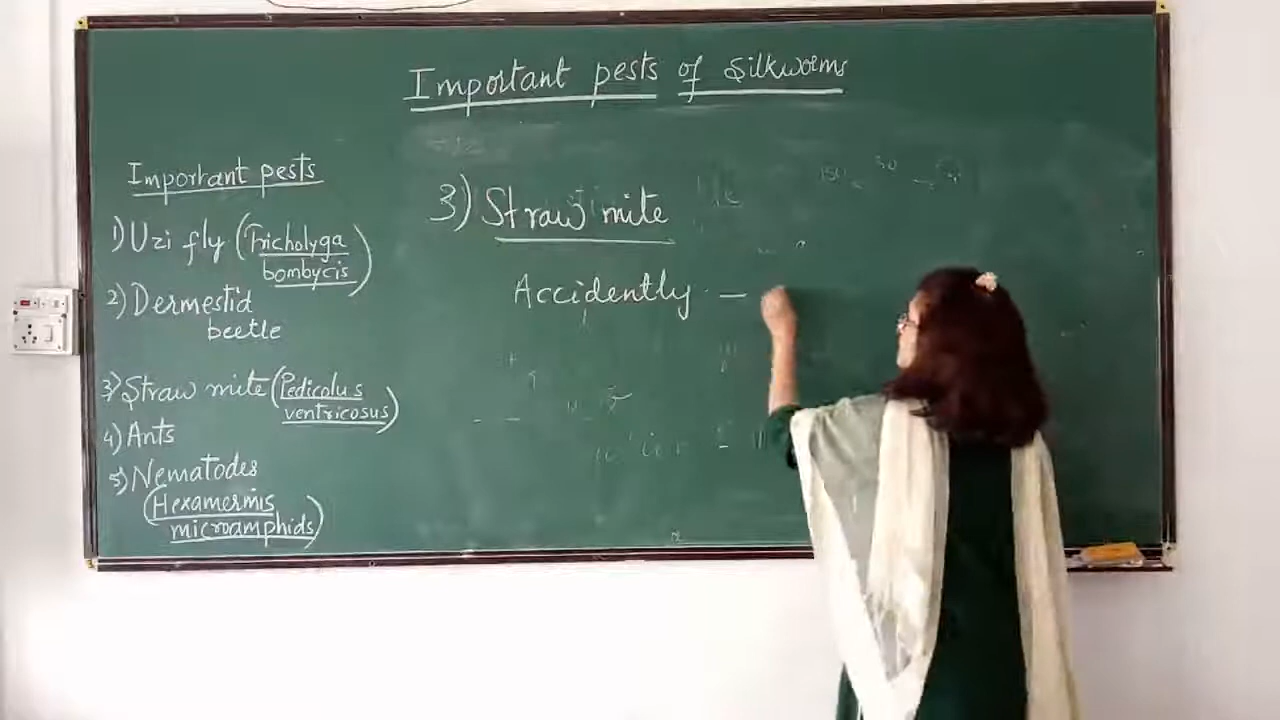 Important pests of Silkworms
Important pests
1) Uzi fly (Tricholyga
bombycis)
2) Dermestid
beetle
3) Straw mite (Pedicolus
ventricosus)
4) Ants
5) Nematodes
(Hexamermis
microamphids)
3) Straw mite
Accidently –